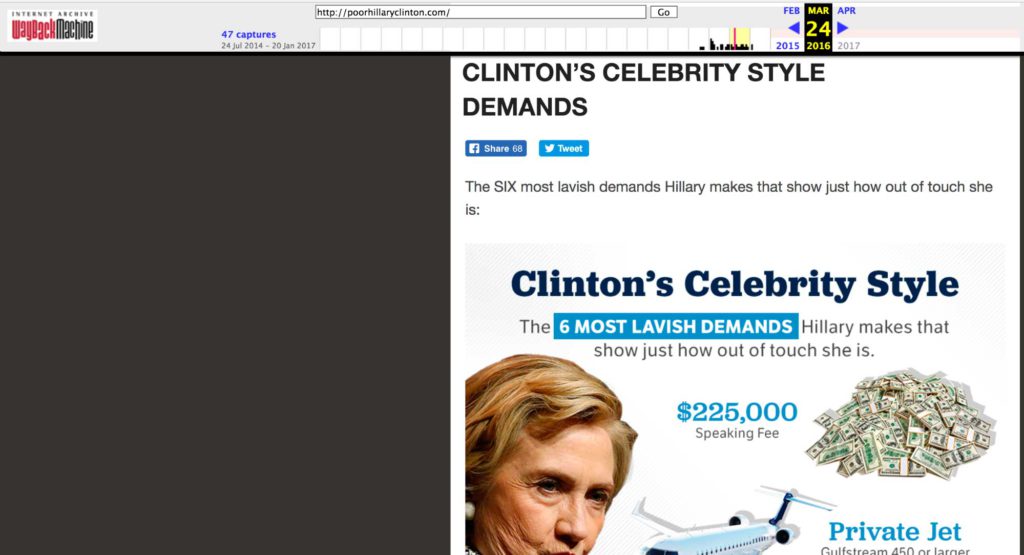 INTERNET ARCHIVE
WayBackMachine
http://poorhillaryclinton.com/
Go
47 captures
24 Jul 2014 – 20 Jan 2017
FEB MAR APR
24
2015 2016 2017
CLINTON’S CELEBRITY STYLE
DEMANDS
Share 68
Tweet
The SIX most lavish demands Hillary makes that show just how out of touch she
is:
Clinton’s Celebrity Style
The 6 MOST LAVISH DEMANDS Hillary makes that
show just how out of touch she is.
$225,000
Speaking Fee
Private Jet
Gulfstream 450 or larger